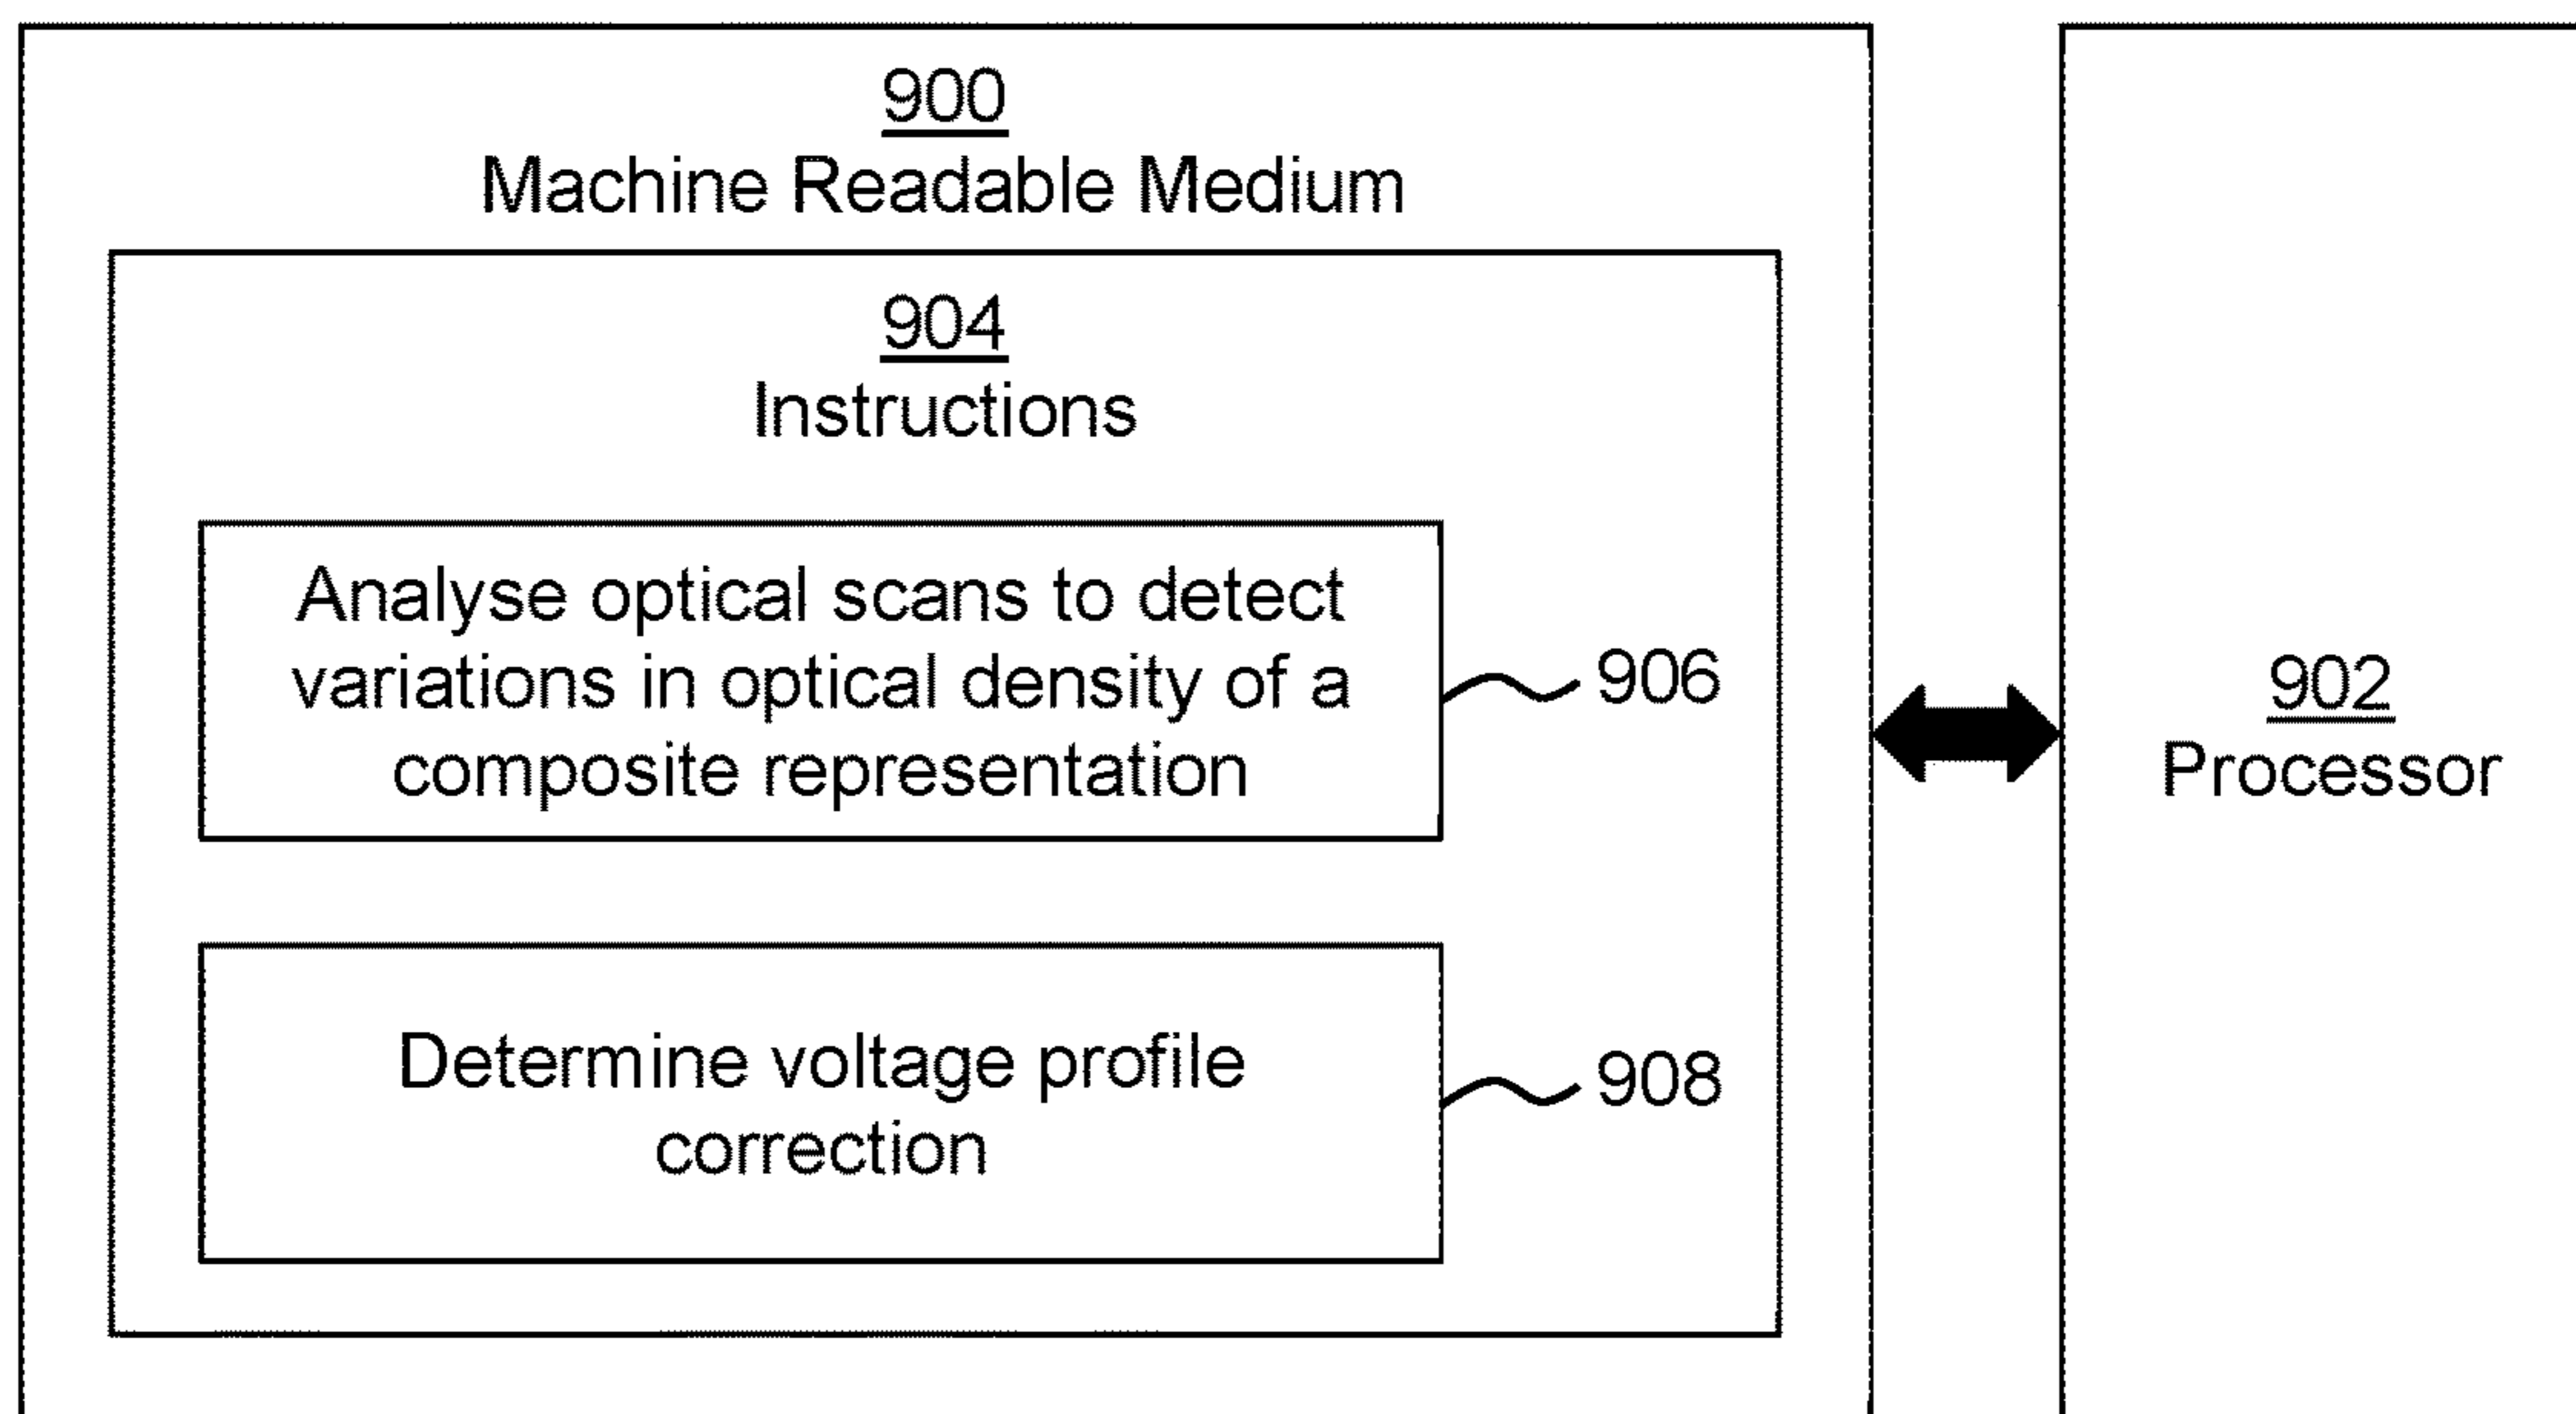 900
Machine Readable Medium
904
Instructions
Analyse optical scans to detect
variations in optical density of a
composite representation
906
Determine voltage profile
correction
908
902
Processor